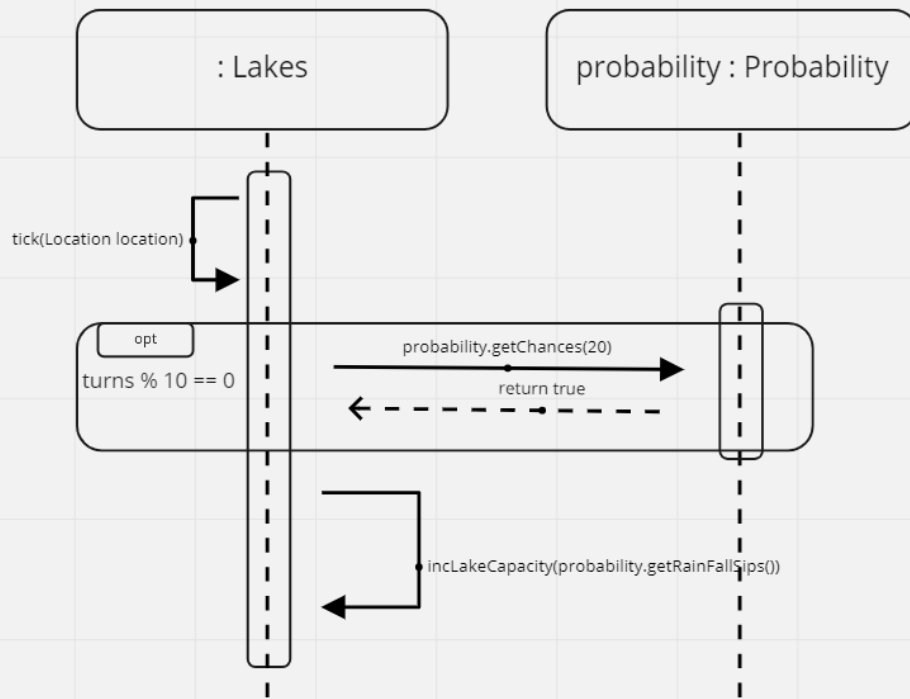 : Lakes
probability : Probability
tick(Location location)
opt
turns % 10 == 0
probability.getChances(20)
return true
incLakeCapacity(probability.getRainFallSips())